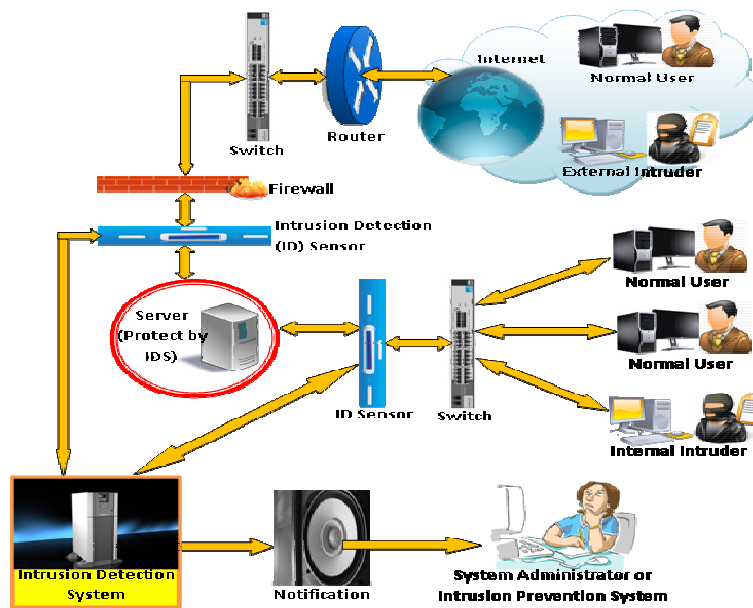 Internet
Normal User
Switch
Router
External Intruder
Firewall
Intrusion Detection
(ID) Sensor
Server
(Protect by
IDS)
Normal User
Normal User
ID Sensor
Switch
Internal Intruder
Intrusion Detection
System
Notification
System Administrator or
Intrusion Prevention System